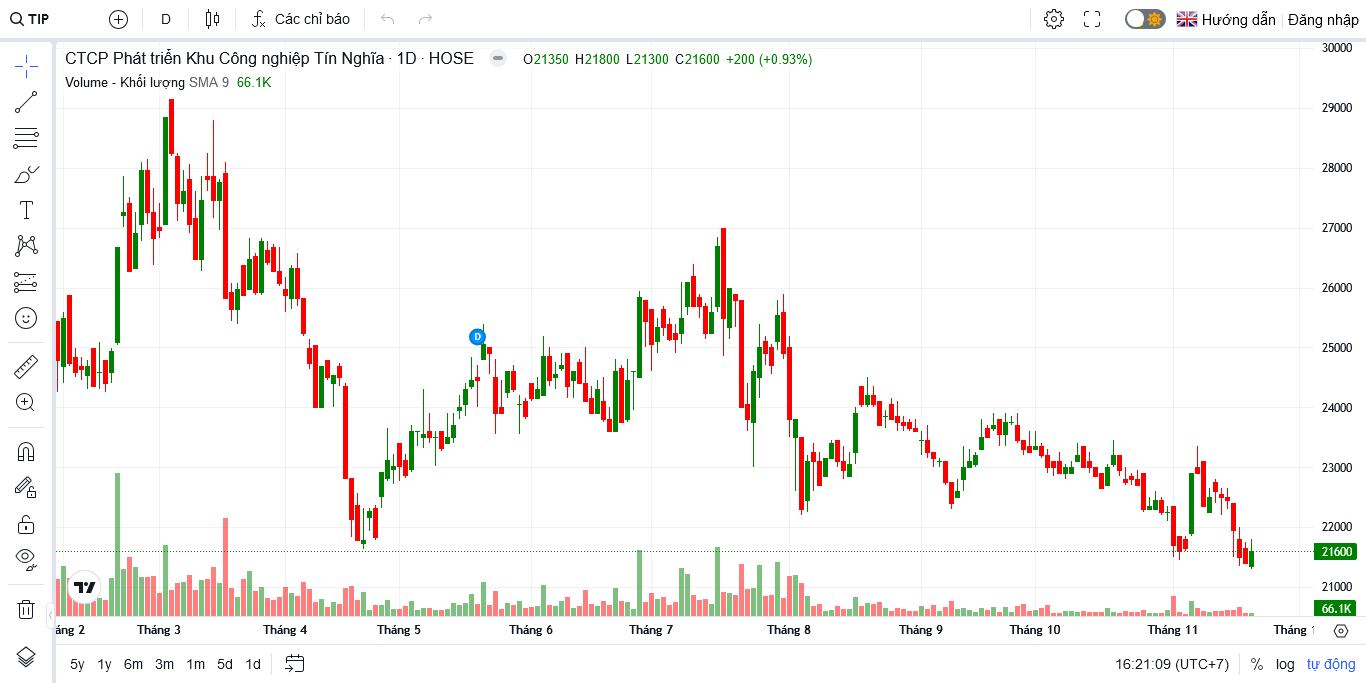 TIP D Các chỉ báo Hướng dẫn Đăng nhập
CTCP Phát triển Khu Công nghiệp Tín Nghĩa · 1D · HOSE O21350 H21800 L21300 C21600 +200 (+0.93%)
Volume - Khối lượng SMA 9 66.1K
30000
29000
28000
27000
26000
25000
D
24000
23000
22000
21600
21000
66.1K
áng 2 Tháng 3 Tháng 4 Tháng 5 Tháng 6 Tháng 7 Tháng 8 Tháng 9 Tháng 10 Tháng 11 Tháng 1
5y 1y 6m 3m 1m 5d 1d 16:21:09 (UTC+7) % log tự động